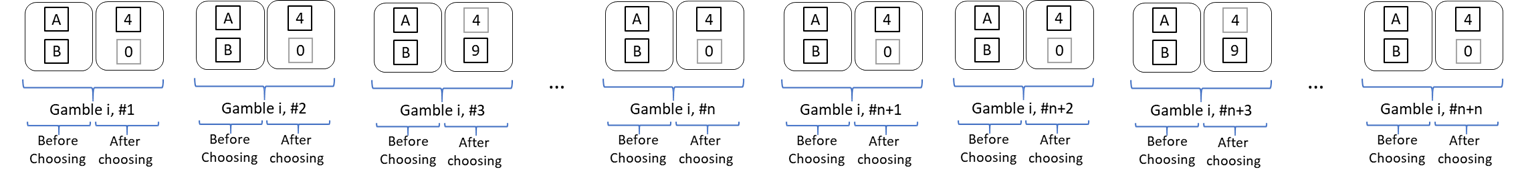 A 4 A 4 A 4 A 4 A 4 A 4 A 4 A 4
B 0 B 0 B 9 B 0 B 0 B 0 B 9 B 0
... ...
Gamble i, #1 Gamble i, #2 Gamble i, #3 Gamble i, #n Gamble i, #n+1 Gamble i, #n+2 Gamble i, #n+3 Gamble i, #n+n
Before After Before After Before After Before After Before After Before After Before After Before After
Choosing choosing Choosing choosing Choosing choosing Choosing choosing Choosing choosing Choosing choosing Choosing choosing Choosing choosing